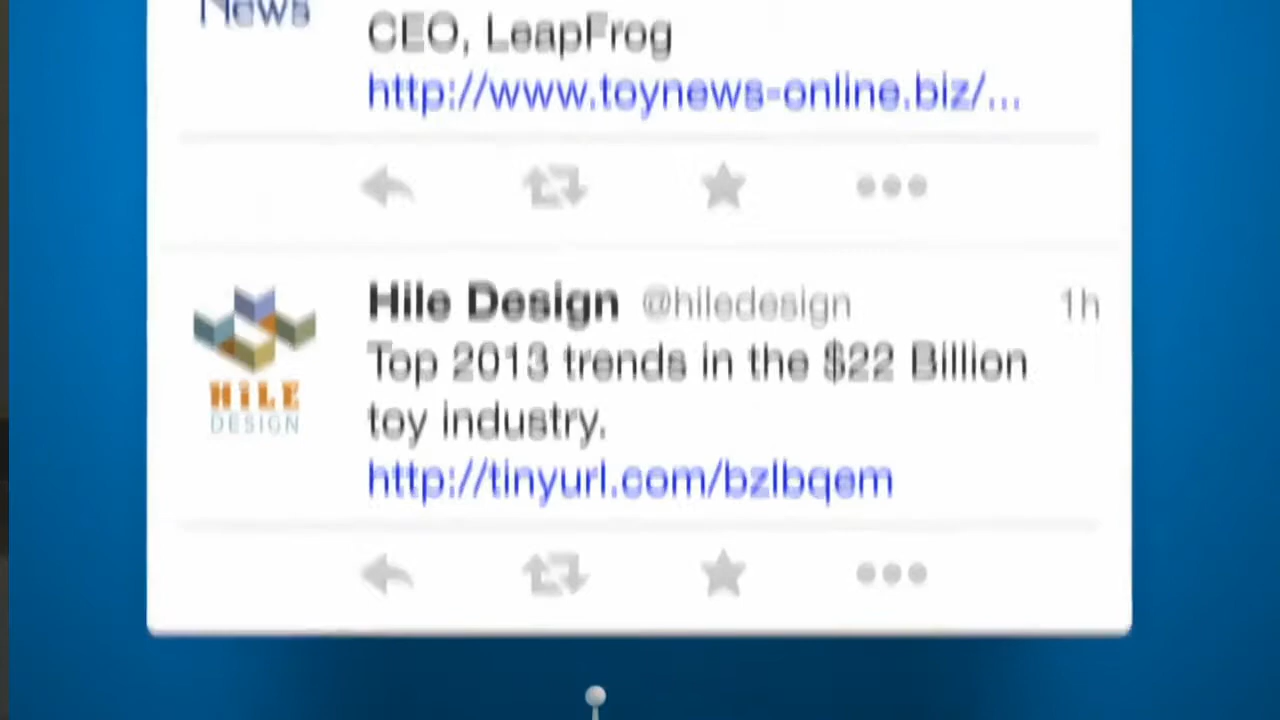 News
CEO, LeapFrog
http://www.toynews-online.biz/...
Hile Design @hiledesign 1h
Top 2013 trends in the $22 Billion
toy industry.
http://tinyurl.com/bzlbqem
HiLE
DESIGN